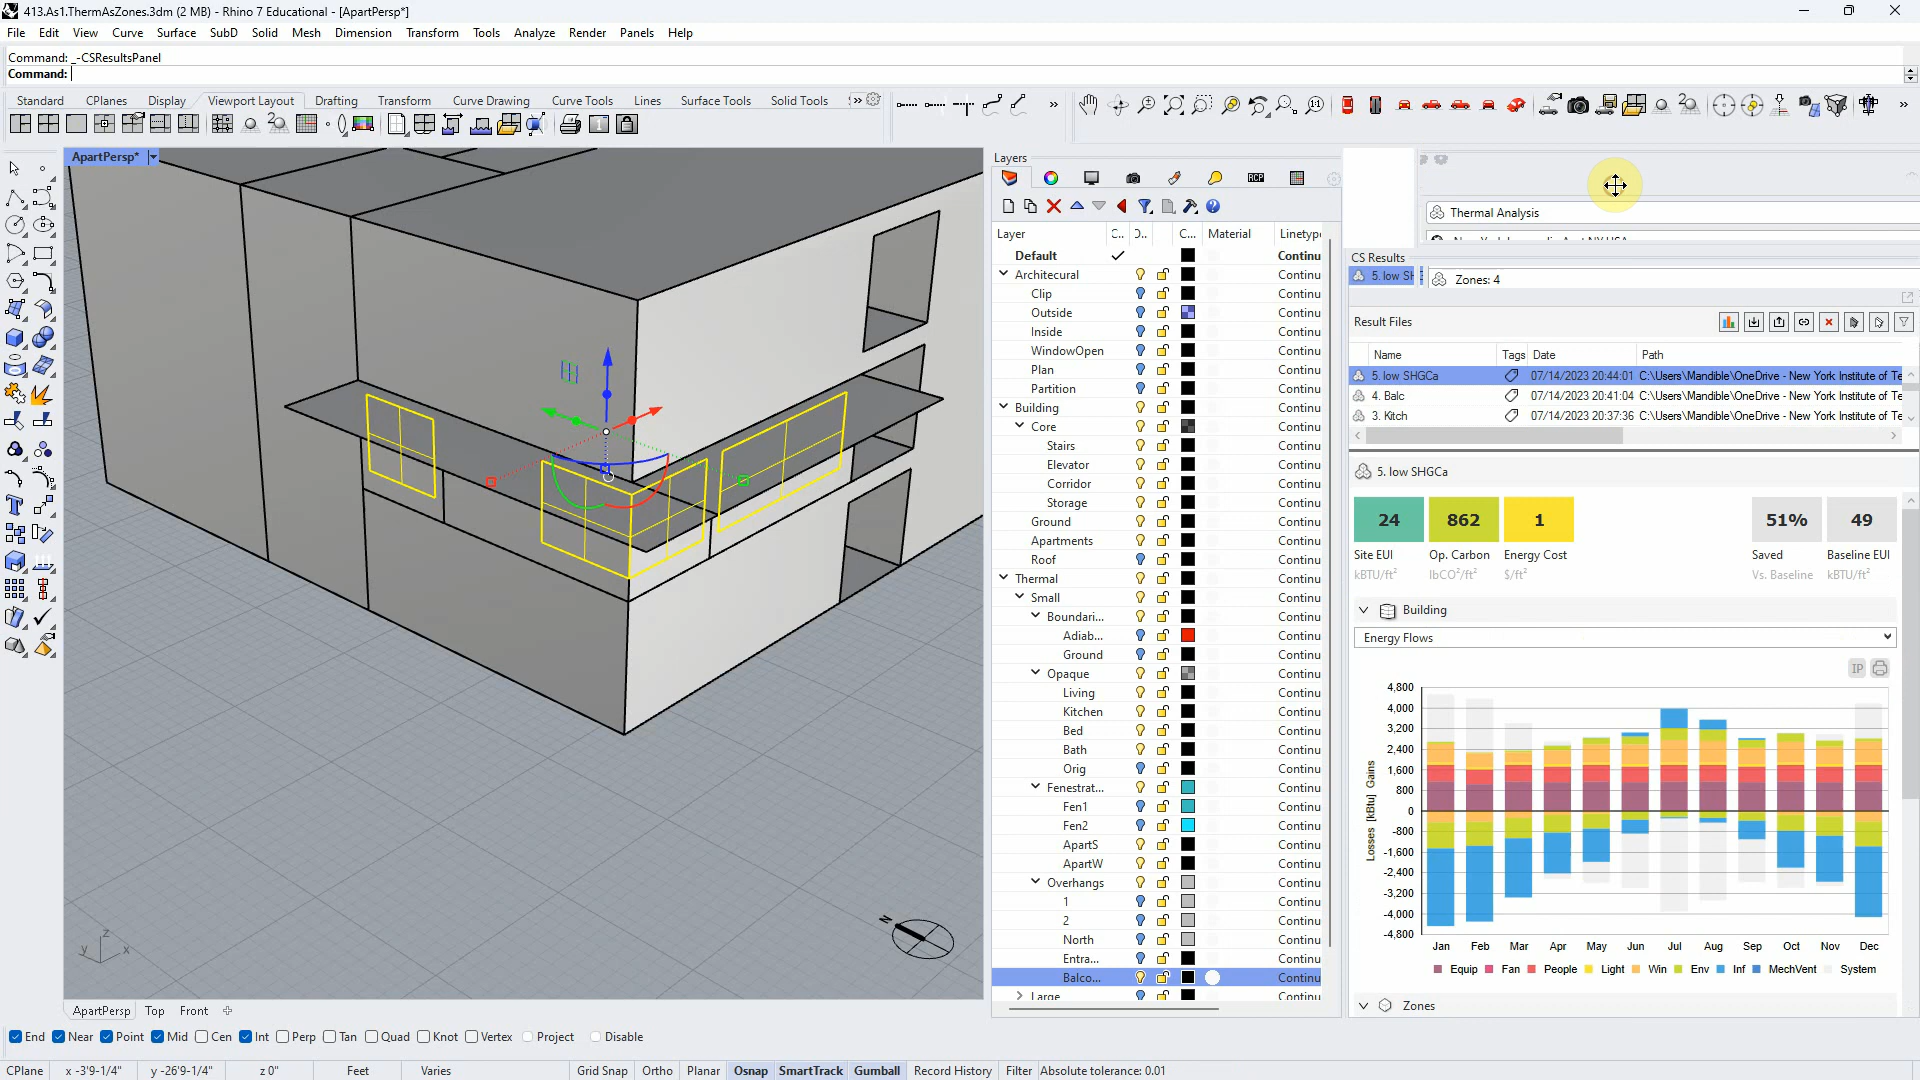 413.As1.ThermAsZones.3dm (2 MB) - Rhino 7 Educational - [ApartPersp*]
File Edit View Curve Surface SubD Solid Mesh Dimension Transform Tools Analyze Render Panels Help
Command: _-CSResultsPanel
Command:
Standard CPlanes Display Viewport Layout Drafting Transform Curve Drawing Curve Tools Lines Surface Tools Solid Tools
ApartPersp*
Layers
Layer C.. D.. C... Material Linetype
Default Continu
Architecural Continu
Clip Continu
Outside Continu
Inside Continu
WindowOpen Continu
Plan Continu
Partition Continu
Building Continu
Core Continu
Stairs Continu
Elevator Continu
Corridor Continu
Storage Continu
Ground Continu
Apartments Continu
Roof Continu
Thermal Continu
Small Continu
Boundari... Continu
Adiab... Continu
Ground Continu
Opaque Continu
Living Continu
Kitchen Continu
Bed Continu
Bath Continu
Orig Continu
Fenestrat... Continu
Fen1 Continu
Fen2 Continu
ApartS Continu
ApartW Continu
Overhangs Continu
1 Continu
2 Continu
North Continu
Entra... Continu
Balco... Continu
Large Continu
Thermal Analysis
CS Results
5. low SH
Zones: 4
Result Files
Name Tags Date Path
5. low SHGCa 07/14/2023 20:44:01 C:\Users\Mandible\OneDrive - New York Institute of Te
4. Balc 07/14/2023 20:41:04 C:\Users\Mandible\OneDrive - New York Institute of Te
3. Kitch 07/14/2023 20:37:36 C:\Users\Mandible\OneDrive - New York Institute of Te
5. low SHGCa
24 862 1 51% 49
Site EUI Op. Carbon Energy Cost Saved Baseline EUI
kBTU/ft² lbCO²/ft² $/ft² Vs. Baseline kBTU/ft²
Building
Energy Flows
IP
4,800
4,000
3,200
2,400
1,600
800
0
-800
-1,600
-2,400
-3,200
-4,000
-4,800
Losses [kBtu] Gains
Jan Feb Mar Apr May Jun Jul Aug Sep Oct Nov Dec
Equip Fan People Light Win Env Inf MechVent System
Zones
N
z
y x
ApartPersp Top Front
End Near Point Mid Cen Int Perp Tan Quad Knot Vertex Project Disable
CPlane x -3'9-1/4" y -26'9-1/4" z 0" Feet Varies Grid Snap Ortho Planar Osnap SmartTrack Gumball Record History Filter Absolute tolerance: 0.01